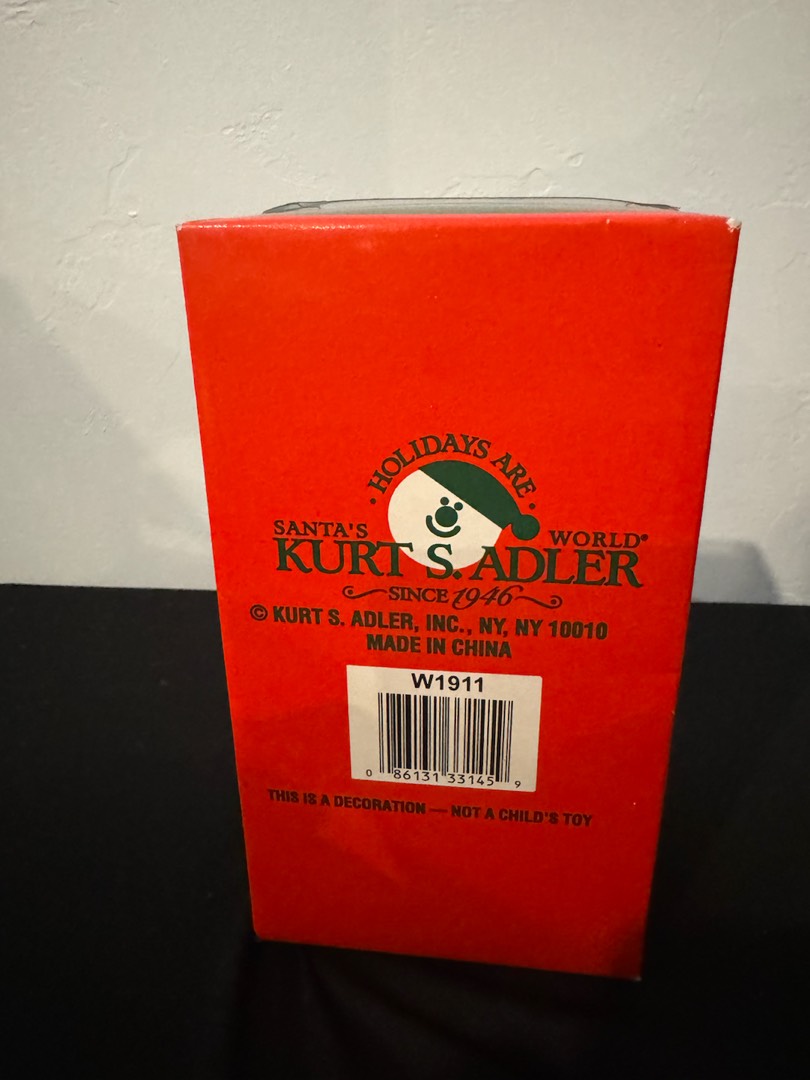 • HOLIDAYS ARE •
SANTA'S WORLD®
KURT S. ADLER
SINCE 1946
© KURT S. ADLER, INC., NY, NY 10010
MADE IN CHINA
W1911
0 86131 33145 9
THIS IS A DECORATION — NOT A CHILD'S TOY